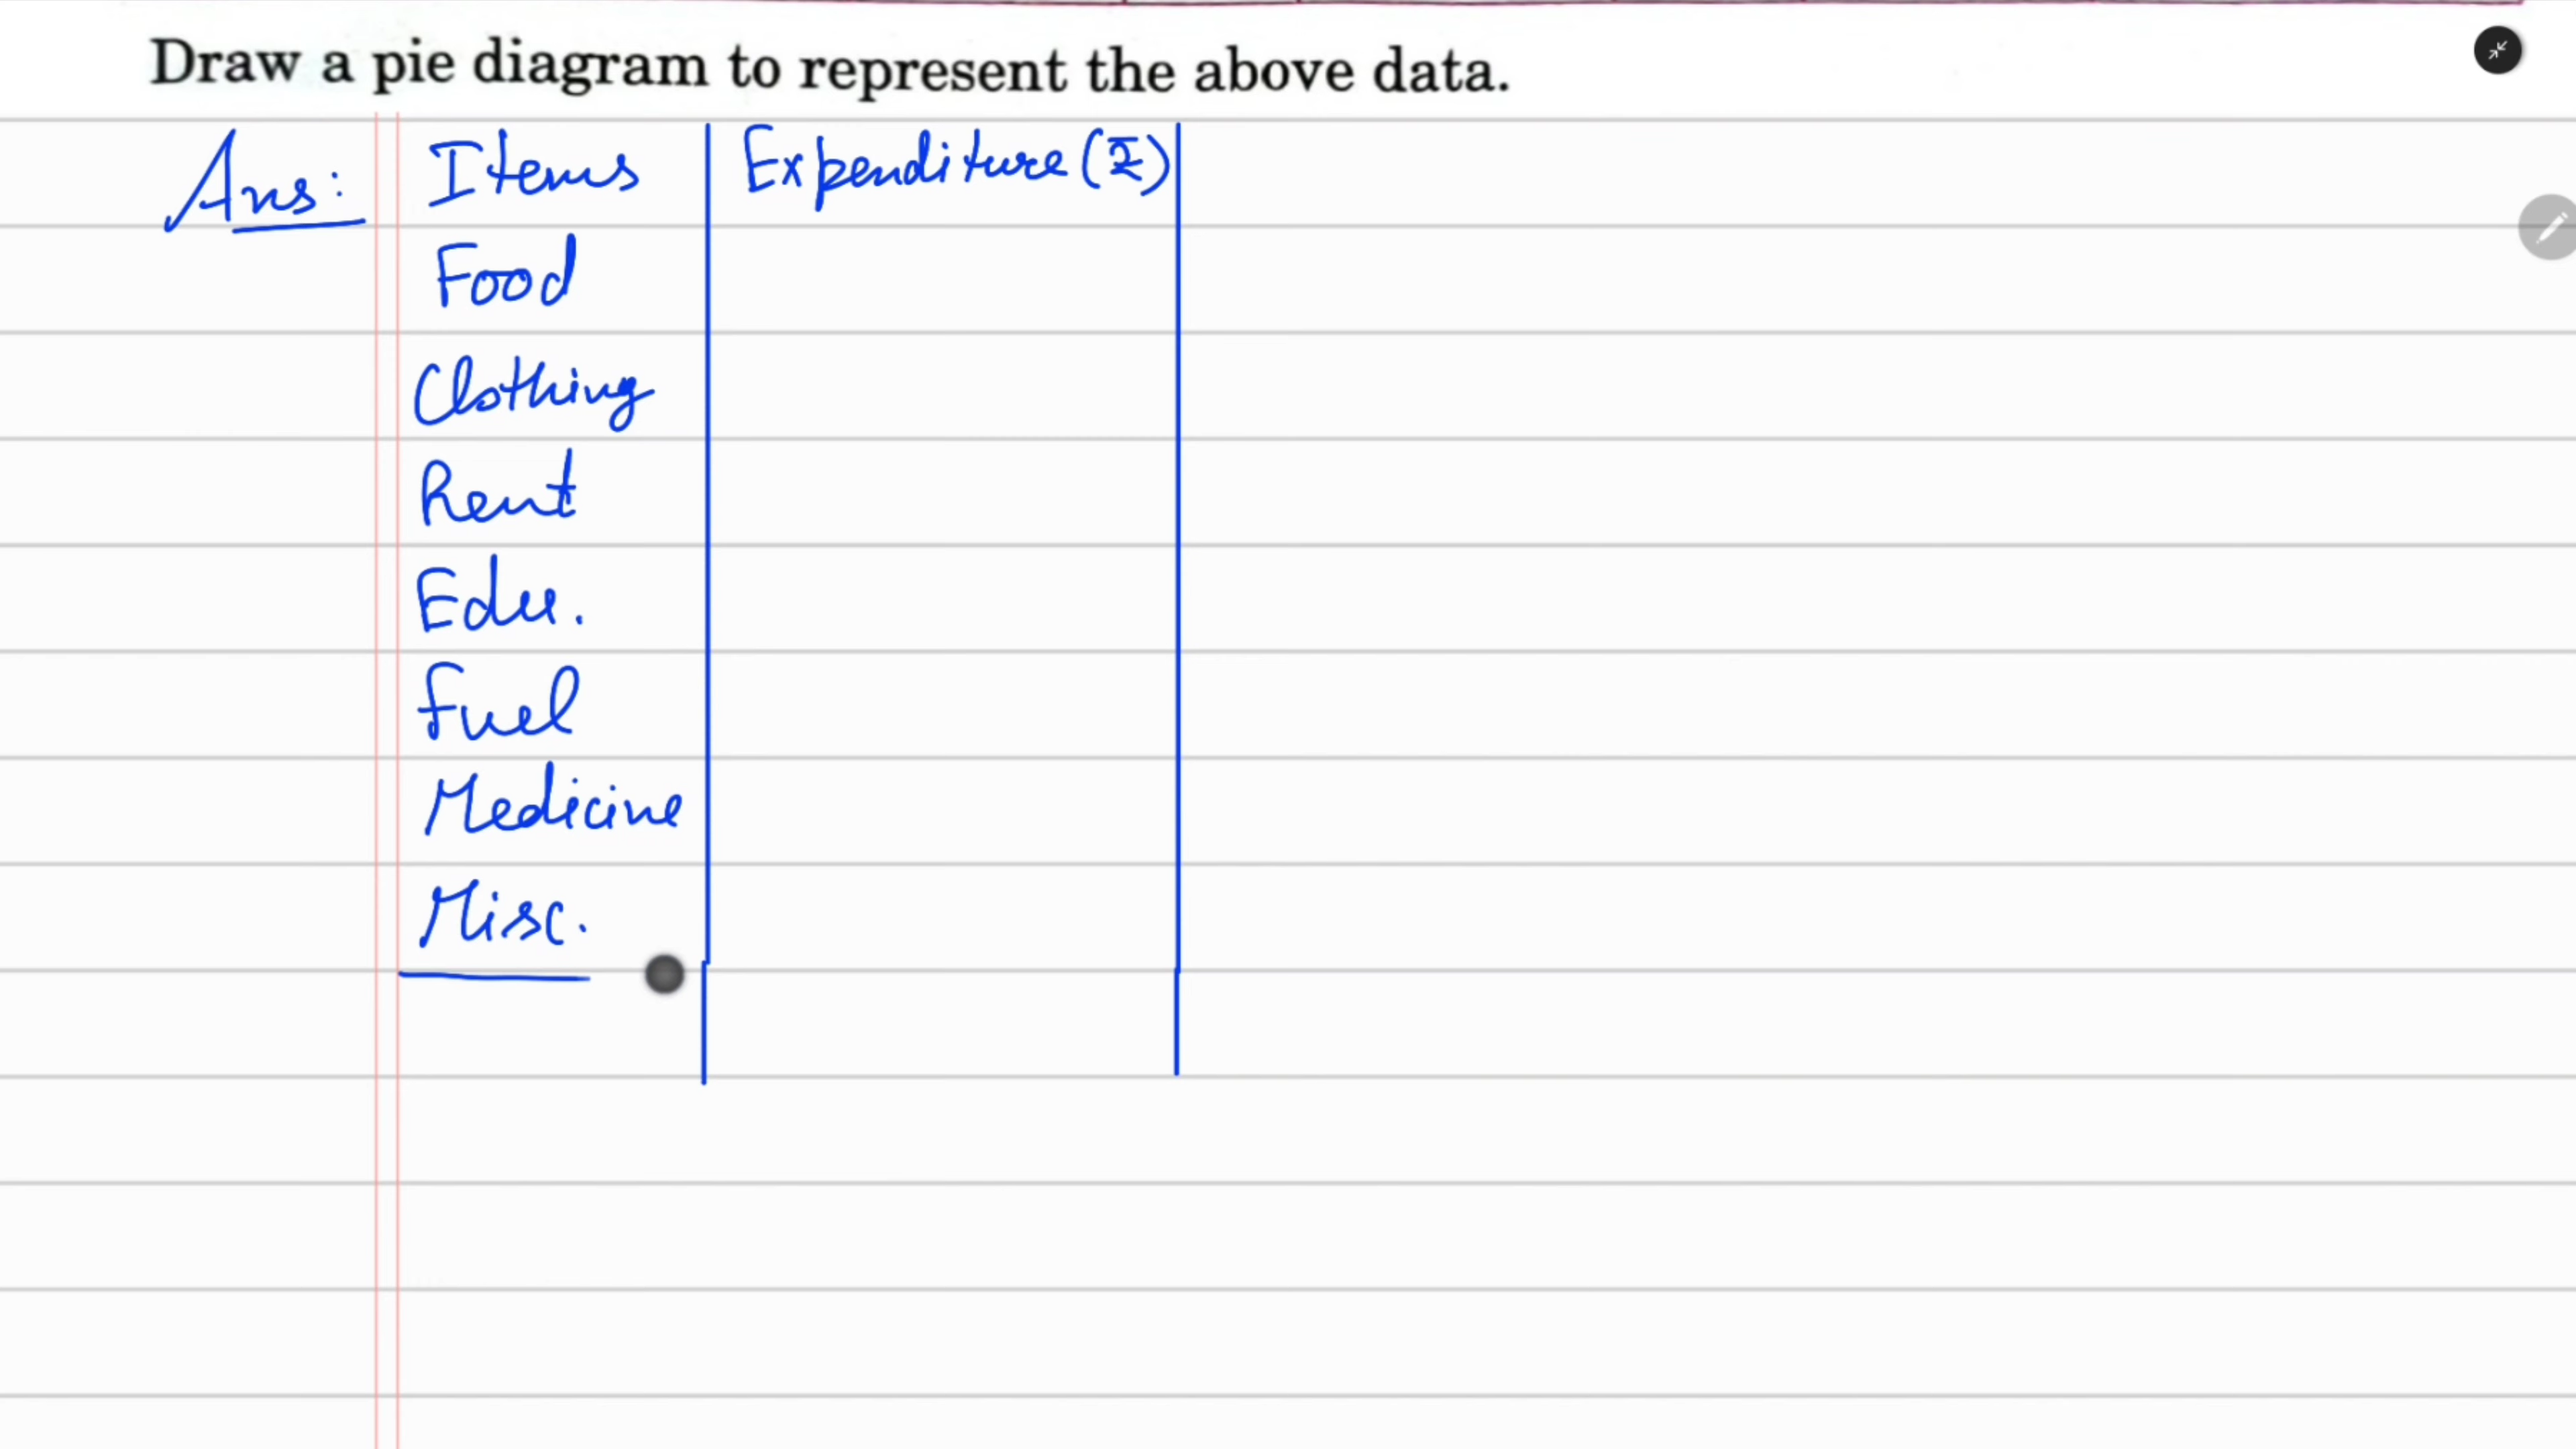 Draw a pie diagram to represent the above data.
Ans: Items Expenditure (₹)
Food
Clothing
Rent
Edu.
Fuel
Medicine
Misc.